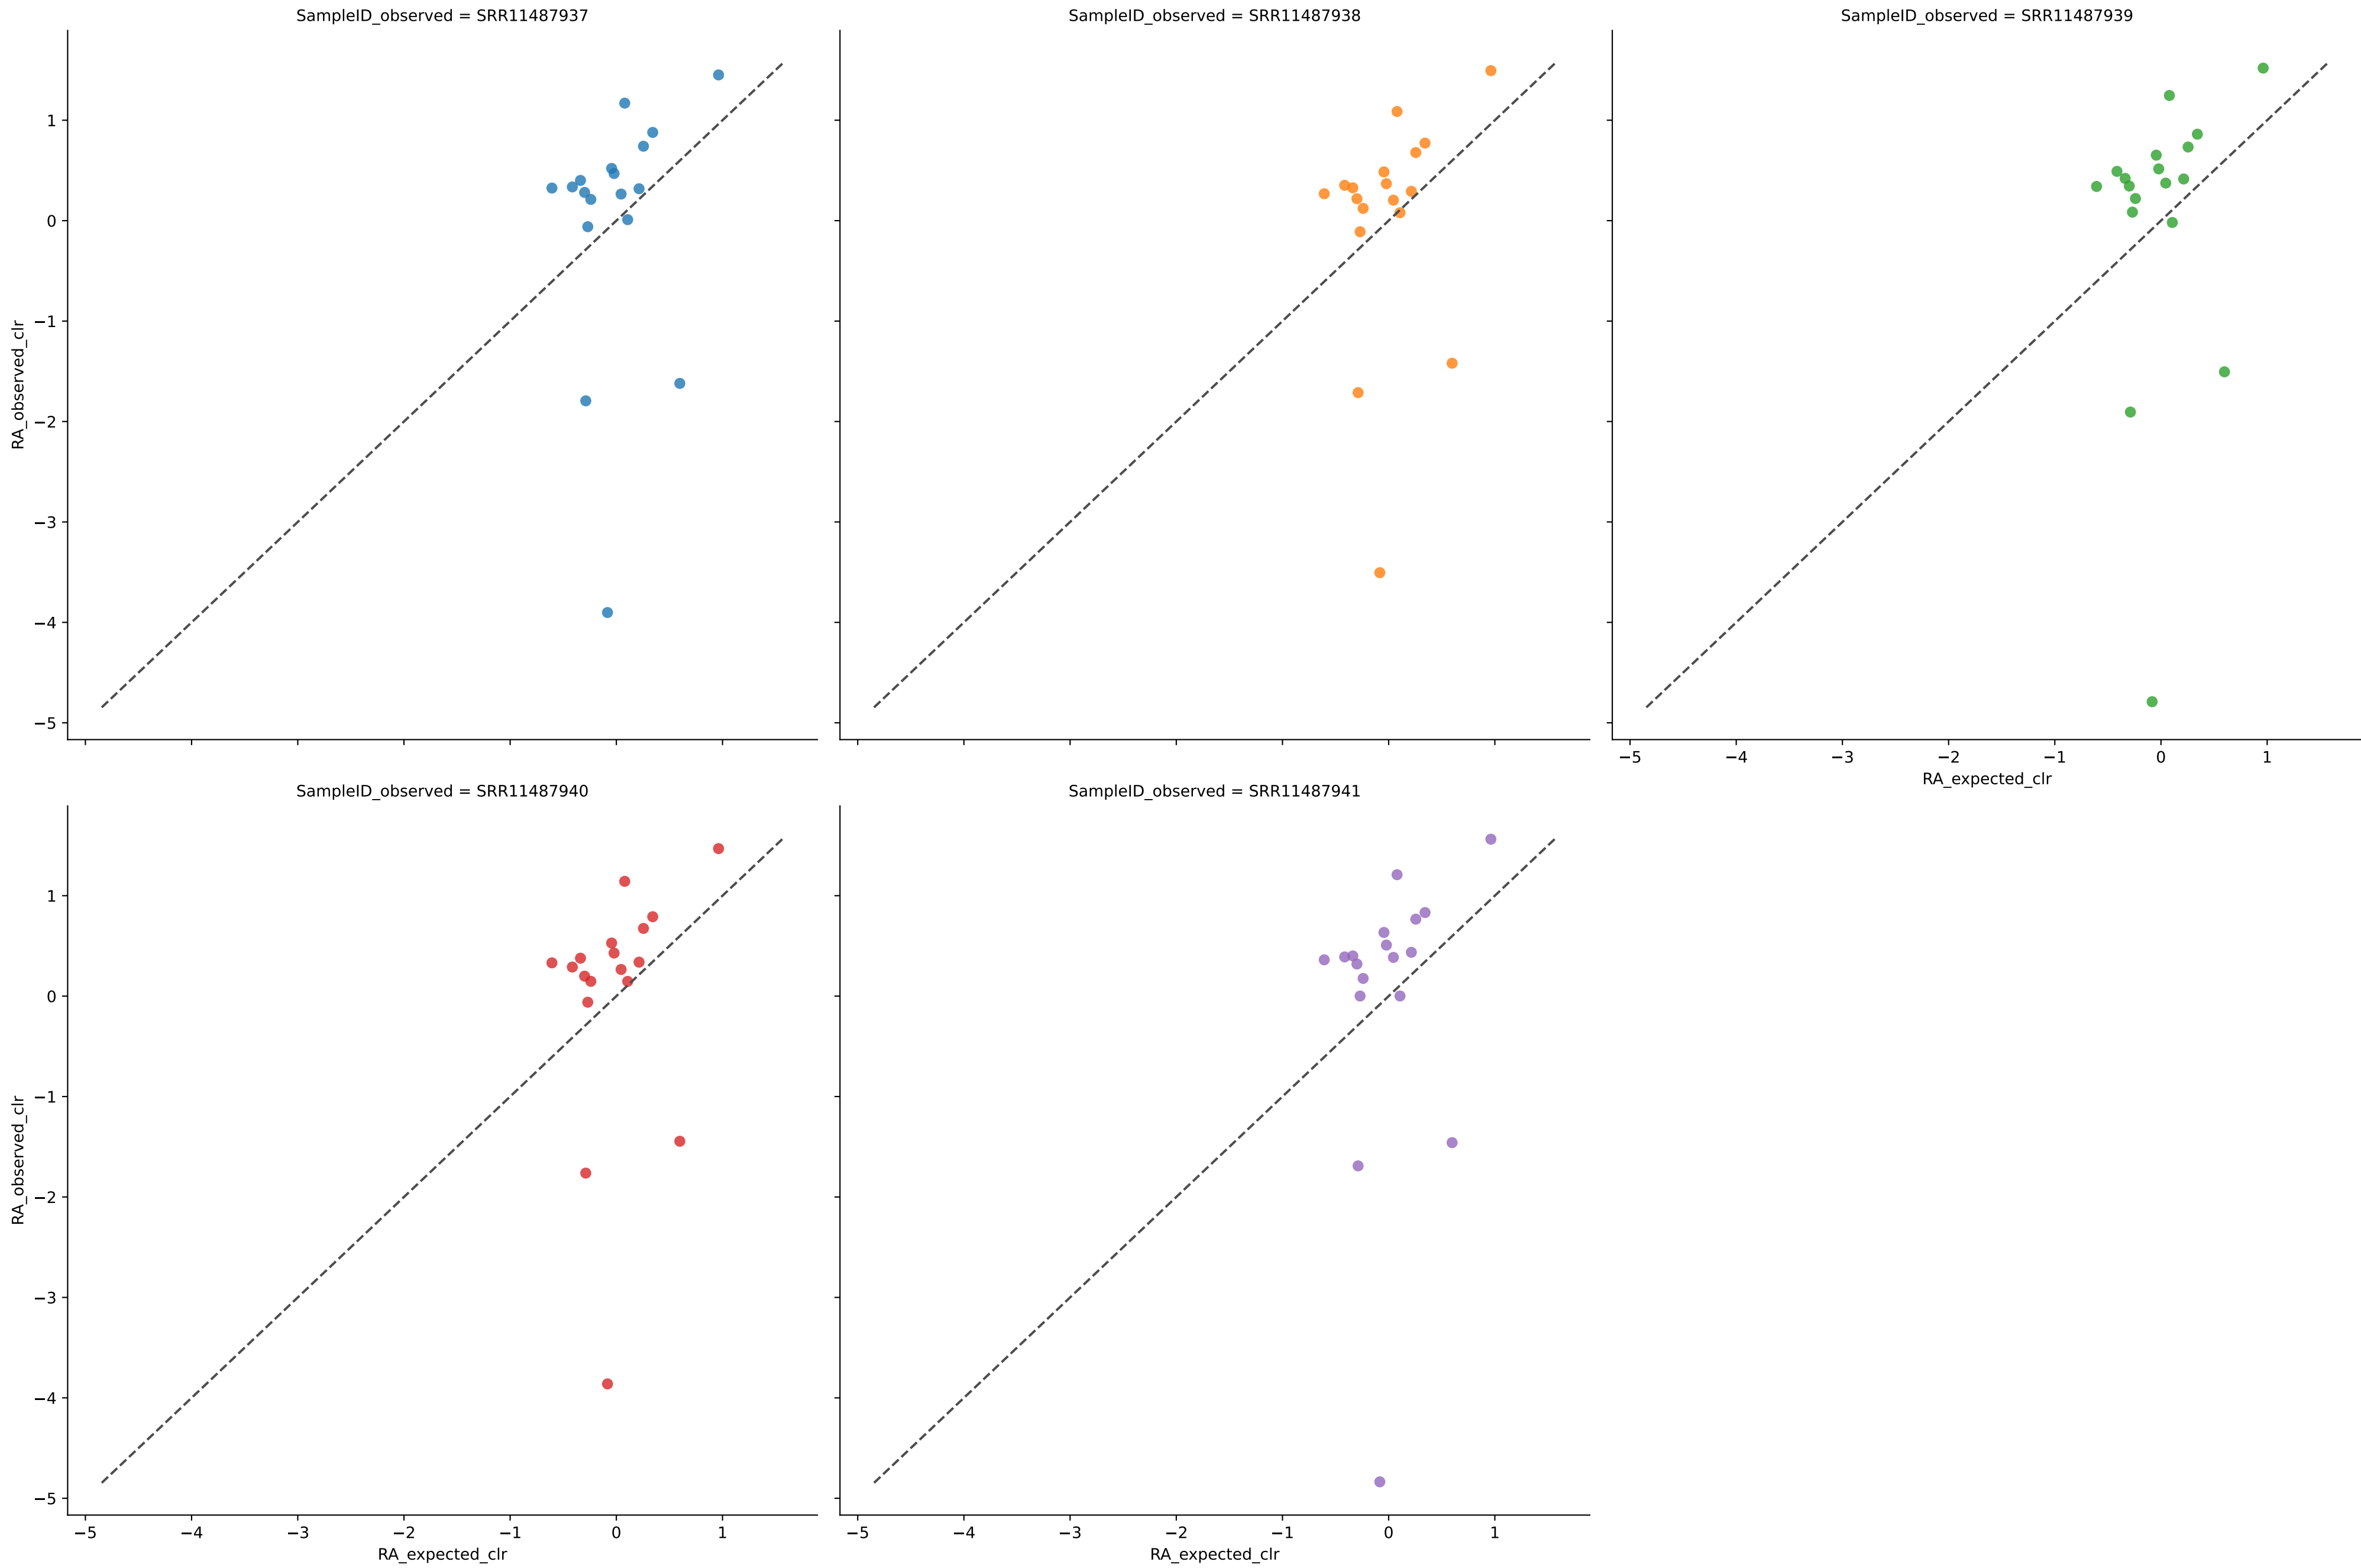 SampleID_observed = SRR11487937
SampleID_observed = SRR11487938
SampleID_observed = SRR11487939
RA_observed_clr
1
0
−1
−2
−3
−4
−5
−5 −4 −3 −2 −1 0 1
RA_expected_clr
SampleID_observed = SRR11487940
SampleID_observed = SRR11487941
RA_observed_clr
1
0
−1
−2
−3
−4
−5
−5 −4 −3 −2 −1 0 1
−5 −4 −3 −2 −1 0 1
RA_expected_clr
RA_expected_clr